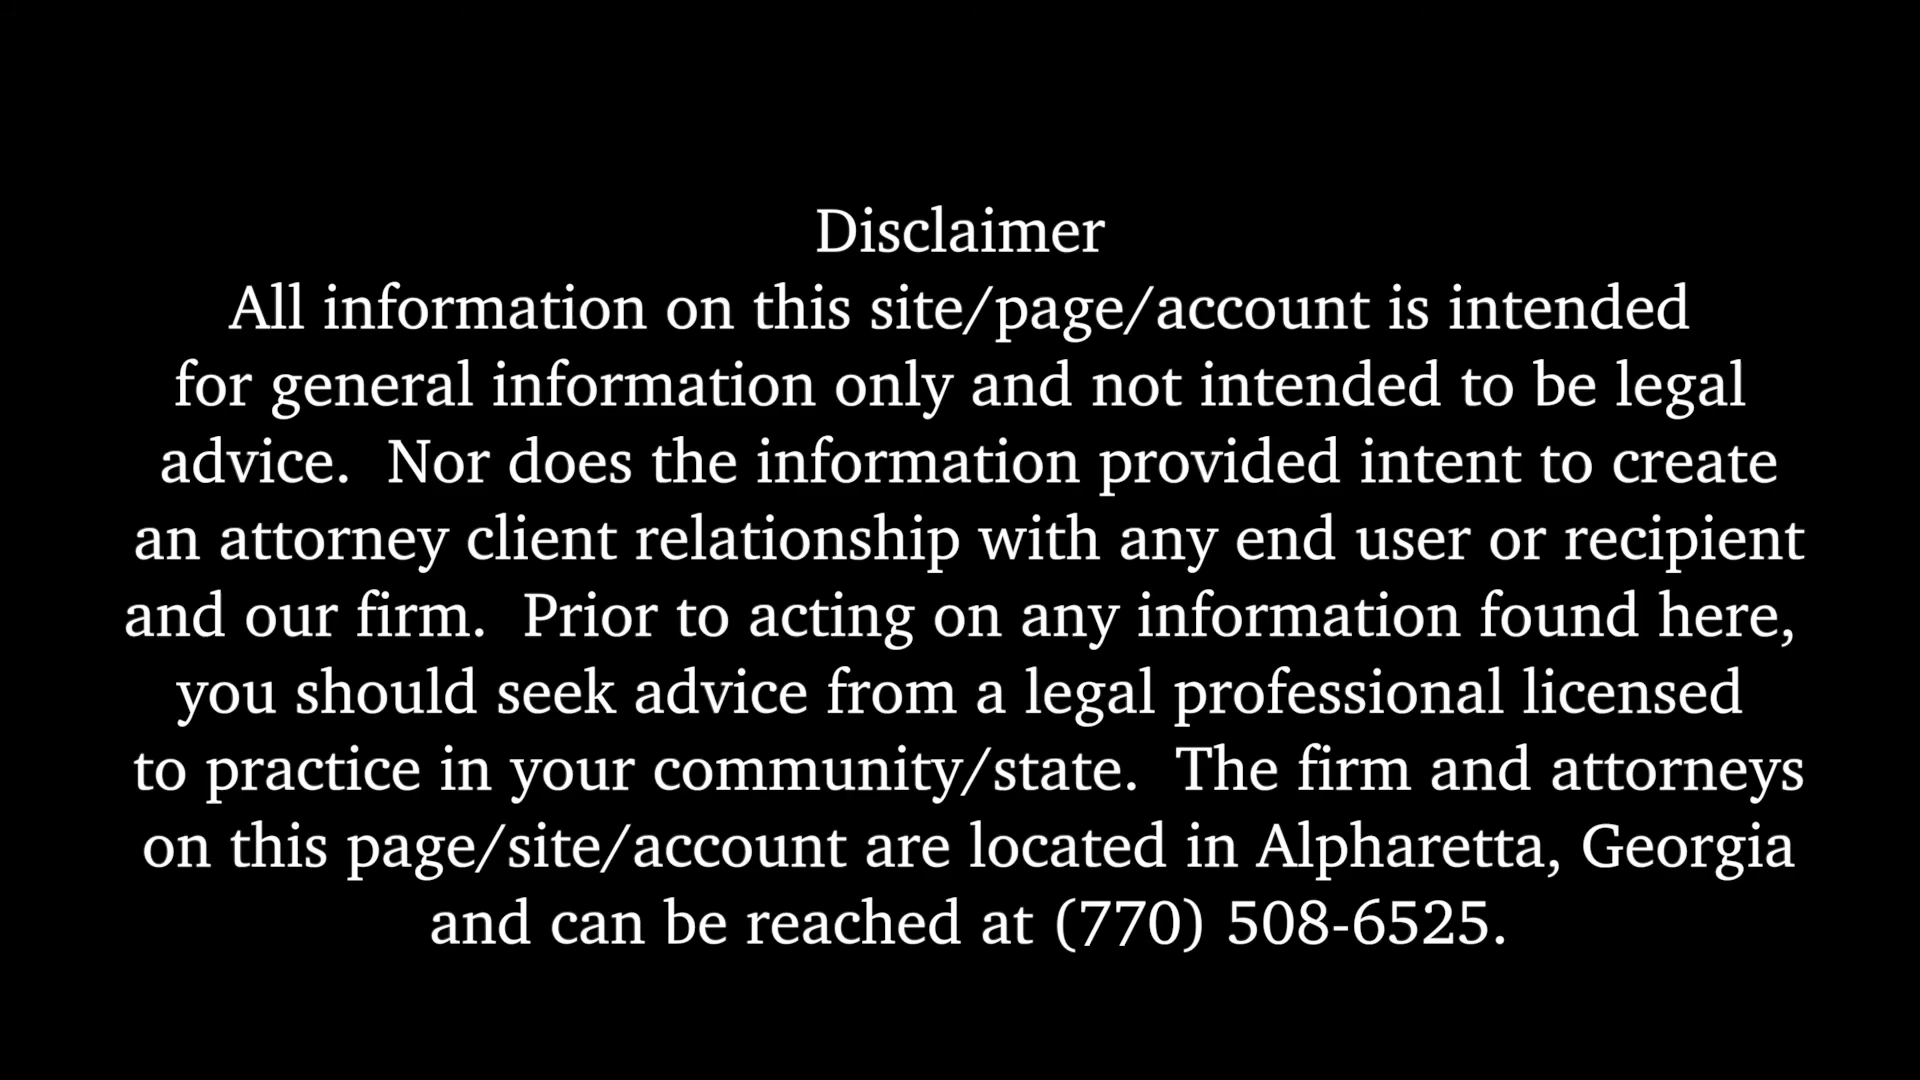 Disclaimer
All information on this site/page/account is intended
for general information only and not intended to be legal
advice.  Nor does the information provided intent to create
an attorney client relationship with any end user or recipient
and our firm.  Prior to acting on any information found here,
you should seek advice from a legal professional licensed
to practice in your community/state.  The firm and attorneys
on this page/site/account are located in Alpharetta, Georgia
and can be reached at (770) 508-6525.